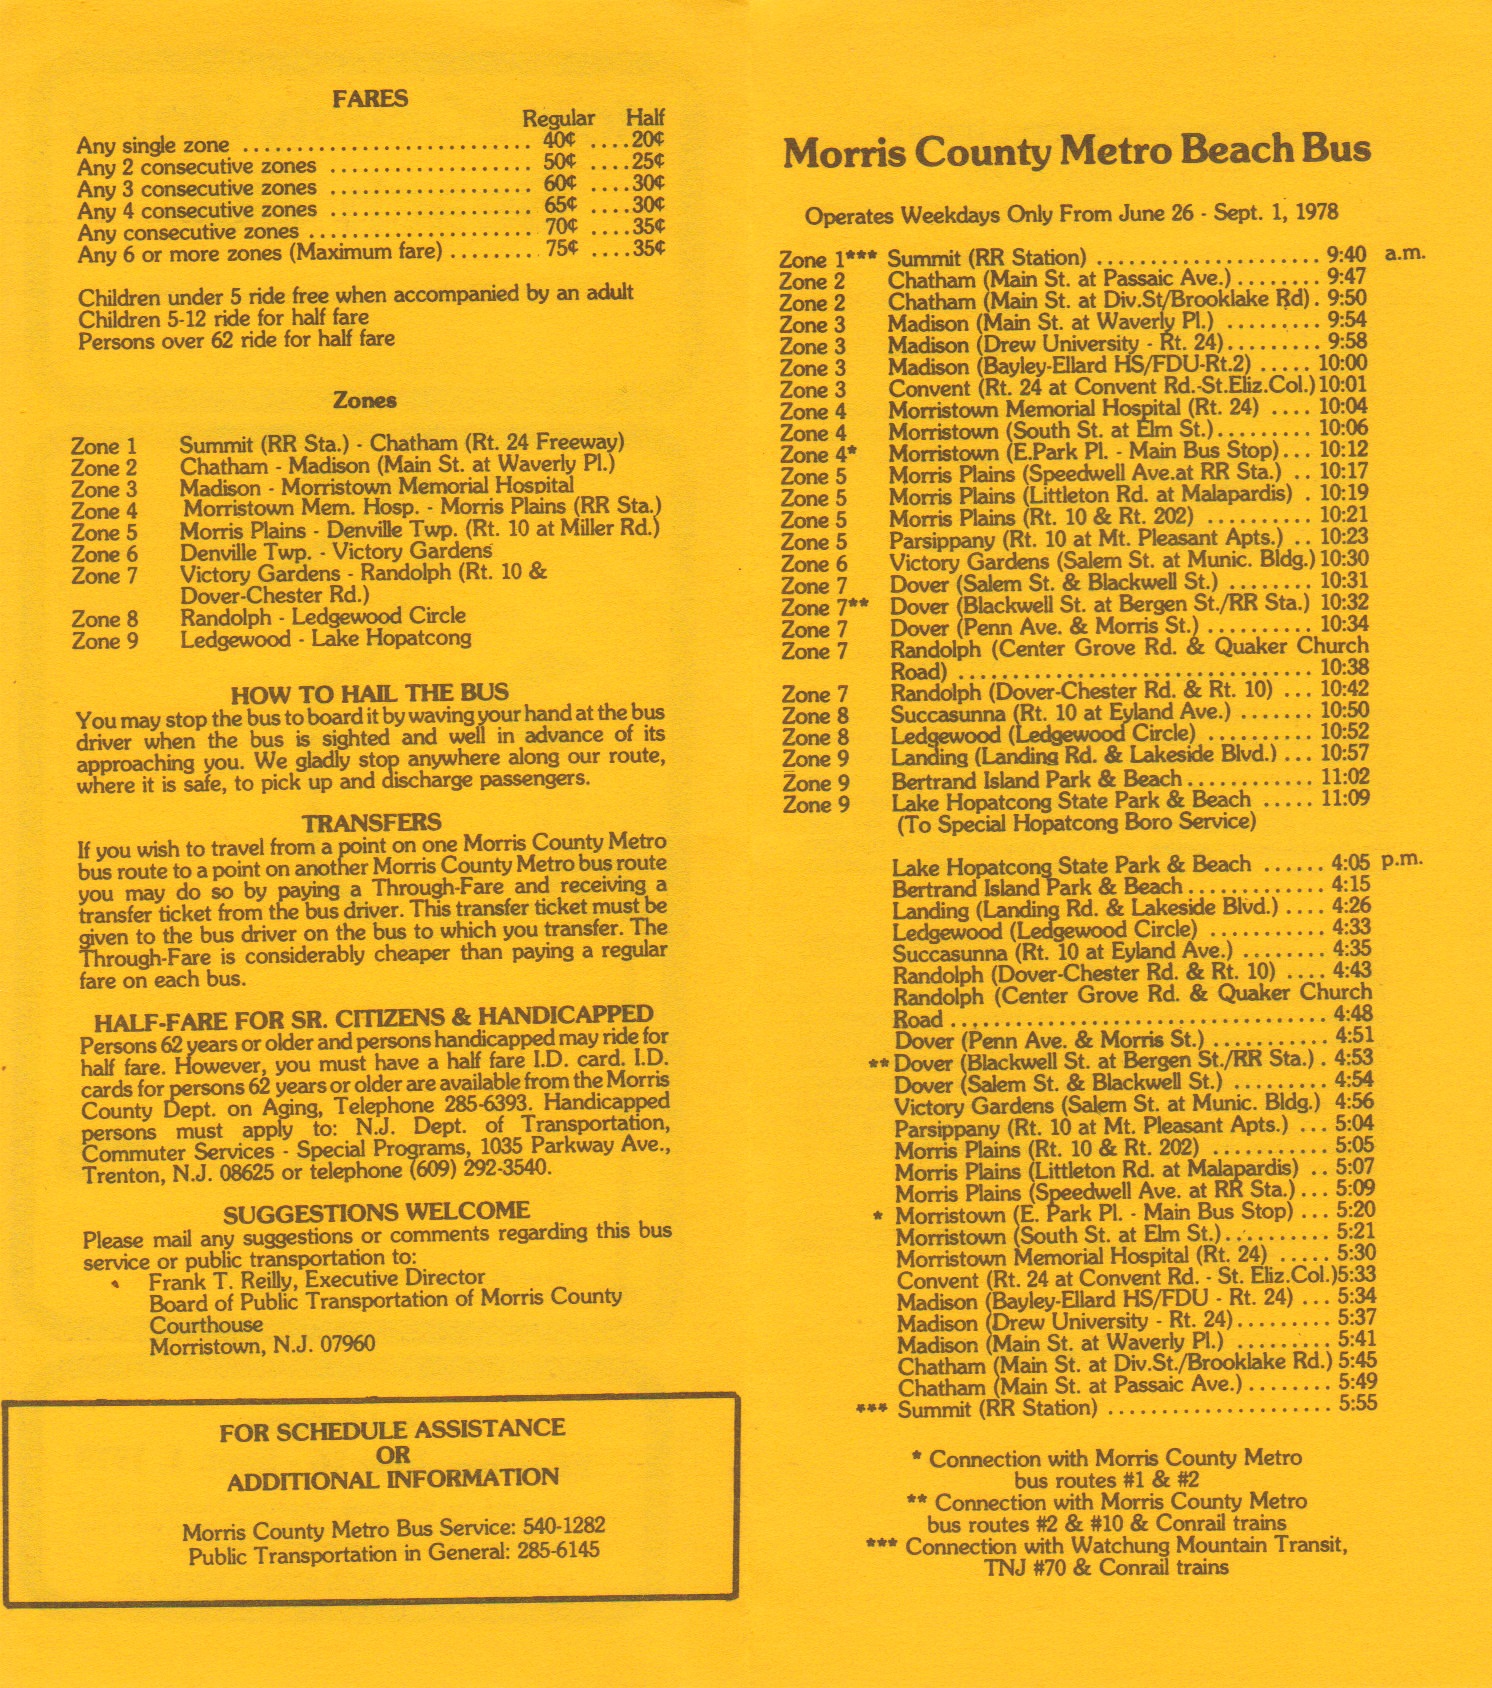 FARES
Regular Half
Any single zone ........................... 40¢ ....20¢
Any 2 consecutive zones ................... 50¢ ....25¢
Any 3 consecutive zones ................... 60¢ ....30¢
Any 4 consecutive zones ................... 65¢ ....30¢
Any consecutive zones ..................... 70¢ ....35¢
Any 6 or more zones (Maximum fare) ........ 75¢ ....35¢
Children under 5 ride free when accompanied by an adult
Children 5-12 ride for half fare
Persons over 62 ride for half fare
Zones
Zone 1 Summit (RR Sta.) - Chatham (Rt. 24 Freeway)
Zone 2 Chatham - Madison (Main St. at Waverly Pl.)
Zone 3 Madison - Morristown Memorial Hospital
Zone 4 Morristown Mem. Hosp. - Morris Plains (RR Sta.)
Zone 5 Morris Plains - Denville Twp. (Rt. 10 at Miller Rd.)
Zone 6 Denville Twp. - Victory Gardens
Zone 7 Victory Gardens - Randolph (Rt. 10 &
Dover-Chester Rd.)
Zone 8 Randolph - Ledgewood Circle
Zone 9 Ledgewood - Lake Hopatcong
HOW TO HAIL THE BUS
You may stop the bus to board it by waving your hand at the bus
driver when the bus is sighted and well in advance of its
approaching you. We gladly stop anywhere along our route,
where it is safe, to pick up and discharge passengers.
TRANSFERS
If you wish to travel from a point on one Morris County Metro
bus route to a point on another Morris County Metro bus route
you may do so by paying a Through-Fare and receiving a
transfer ticket from the bus driver. This transfer ticket must be
given to the bus driver on the bus to which you transfer. The
Through-Fare is considerably cheaper than paying a regular
fare on each bus.
HALF-FARE FOR SR. CITIZENS & HANDICAPPED
Persons 62 years or older and persons handicapped may ride for
half fare. However, you must have a half fare I.D. card. I.D.
cards for persons 62 years or older are available from the Morris
County Dept. on Aging, Telephone 285-6393. Handicapped
persons must apply to: N.J. Dept. of Transportation,
Commuter Services - Special Programs, 1035 Parkway Ave.,
Trenton, N.J. 08625 or telephone (609) 292-3540.
SUGGESTIONS WELCOME
Please mail any suggestions or comments regarding this bus
service or public transportation to:
Frank T. Reilly, Executive Director
Board of Public Transportation of Morris County
Courthouse
Morristown, N.J. 07960
FOR SCHEDULE ASSISTANCE
OR
ADDITIONAL INFORMATION
Morris County Metro Bus Service: 540-1282
Public Transportation in General: 285-6145
Morris County Metro Beach Bus
Operates Weekdays Only From June 26 - Sept. 1, 1978
Zone 1*** Summit (RR Station) ..................... 9:40 a.m.
Zone 2 Chatham (Main St. at Passaic Ave.) ........ 9:47
Zone 2 Chatham (Main St. at Div.St/Brooklake Rd) . 9:50
Zone 3 Madison (Main St. at Waverly Pl.) ......... 9:54
Zone 3 Madison (Drew University - Rt. 24) ......... 9:58
Zone 3 Madison (Bayley-Ellard HS/FDU-Rt.2) ..... 10:00
Zone 3 Convent (Rt. 24 at Convent Rd.-St.Eliz.Col.) 10:01
Zone 4 Morristown Memorial Hospital (Rt. 24) .... 10:04
Zone 4 Morristown (South St. at Elm St.) ......... 10:06
Zone 4* Morristown (E.Park Pl. - Main Bus Stop) ... 10:12
Zone 5 Morris Plains (Speedwell Ave.at RR Sta.) .. 10:17
Zone 5 Morris Plains (Littleton Rd. at Malapardis) . 10:19
Zone 5 Morris Plains (Rt. 10 & Rt. 202) .......... 10:21
Zone 5 Parsippany (Rt. 10 at Mt. Pleasant Apts.) .. 10:23
Zone 6 Victory Gardens (Salem St. at Munic. Bldg.) 10:30
Zone 7 Dover (Salem St. & Blackwell St.) ........ 10:31
Zone 7** Dover (Blackwell St. at Bergen St./RR Sta.) 10:32
Zone 7 Dover (Penn Ave. & Morris St.) .......... 10:34
Zone 7 Randolph (Center Grove Rd. & Quaker Church
Road) ................................. 10:38
Zone 7 Randolph (Dover-Chester Rd. & Rt. 10) ... 10:42
Zone 8 Succasunna (Rt. 10 at Eyland Ave.) ....... 10:50
Zone 8 Ledgewood (Ledgewood Circle) .......... 10:52
Zone 9 Landing (Landing Rd. & Lakeside Blvd.) ... 10:57
Zone 9 Bertrand Island Park & Beach ............ 11:02
Zone 9 Lake Hopatcong State Park & Beach ..... 11:09
(To Special Hopatcong Boro Service)
Lake Hopatcong State Park & Beach ...... 4:05 p.m.
Bertrand Island Park & Beach ............. 4:15
Landing (Landing Rd. & Lakeside Blvd.) .... 4:26
Ledgewood (Ledgewood Circle) ........... 4:33
Succasunna (Rt. 10 at Eyland Ave.) ........ 4:35
Randolph (Dover-Chester Rd. & Rt. 10) .... 4:43
Randolph (Center Grove Rd. & Quaker Church
Road ................................... 4:48
Dover (Penn Ave. & Morris St.) ........... 4:51
** Dover (Blackwell St. at Bergen St./RR Sta.) . 4:53
Dover (Salem St. & Blackwell St.) ......... 4:54
Victory Gardens (Salem St. at Munic. Bldg.) 4:56
Parsippany (Rt. 10 at Mt. Pleasant Apts.) ... 5:04
Morris Plains (Rt. 10 & Rt. 202) ........... 5:05
Morris Plains (Littleton Rd. at Malapardis) .. 5:07
Morris Plains (Speedwell Ave. at RR Sta.) ... 5:09
* Morristown (E. Park Pl. - Main Bus Stop) ... 5:20
Morristown (South St. at Elm St.) .......... 5:21
Morristown Memorial Hospital (Rt. 24) ..... 5:30
Convent (Rt. 24 at Convent Rd. - St. Eliz.Col.)5:33
Madison (Bayley-Ellard HS/FDU - Rt. 24) ... 5:34
Madison (Drew University - Rt. 24) ......... 5:37
Madison (Main St. at Waverly Pl.) ......... 5:41
Chatham (Main St. at Div.St./Brooklake Rd.) 5:45
Chatham (Main St. at Passaic Ave.) ........ 5:49
*** Summit (RR Station) ..................... 5:55
* Connection with Morris County Metro
bus routes #1 & #2
** Connection with Morris County Metro
bus routes #2 & #10 & Conrail trains
*** Connection with Watchung Mountain Transit,
TNJ #70 & Conrail trains